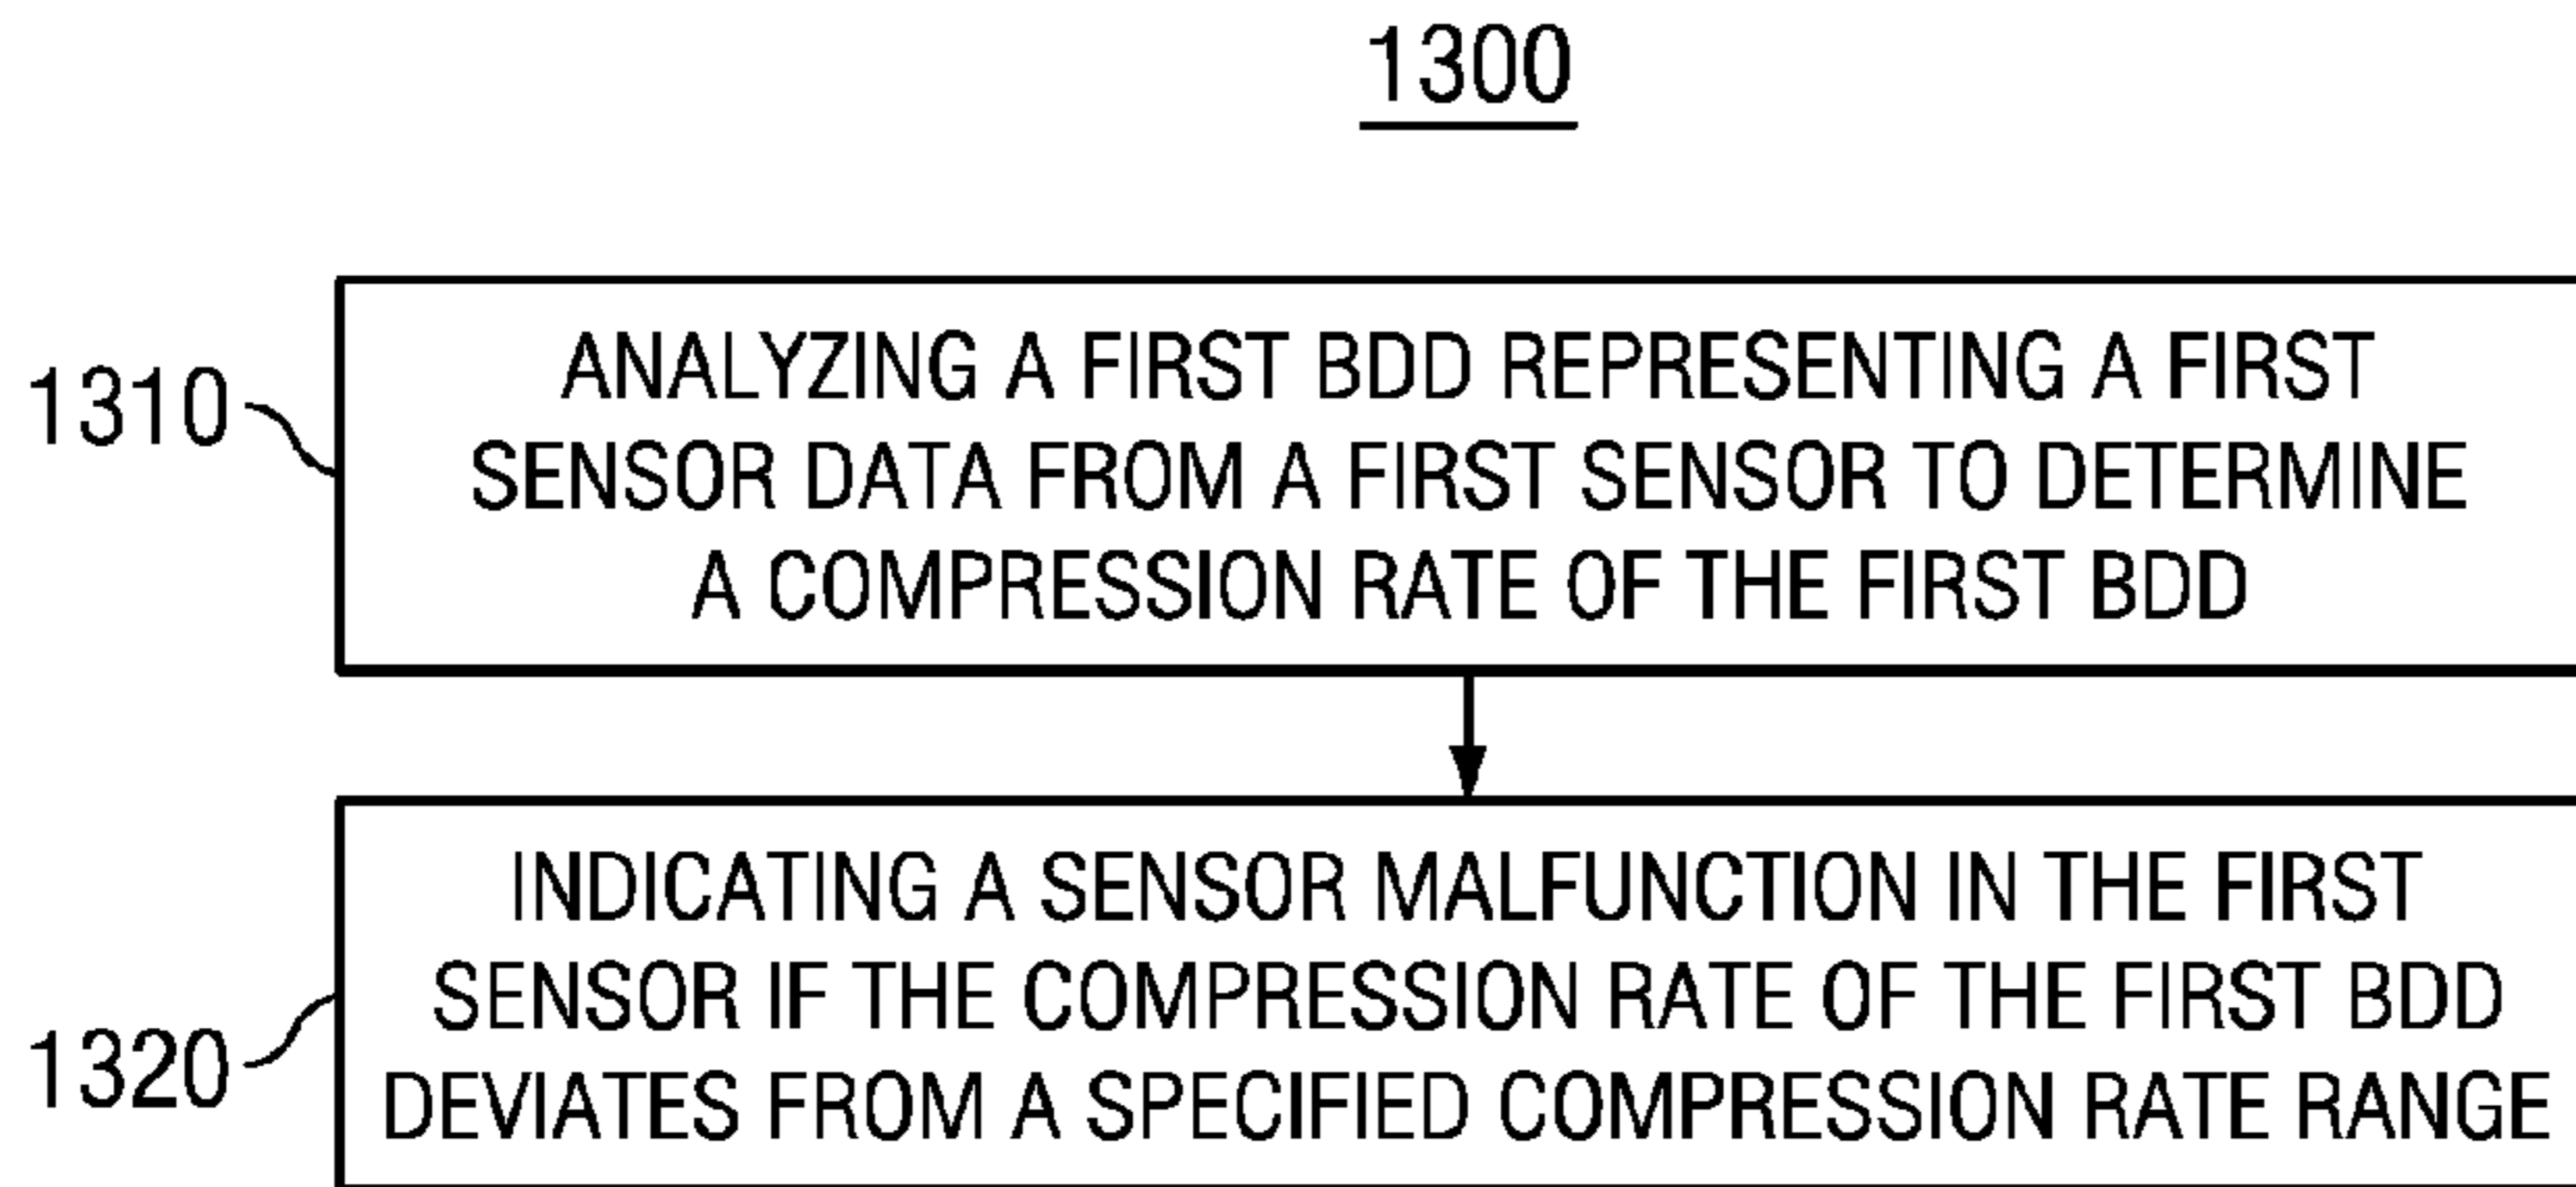 1300
1310
ANALYZING A FIRST BDD REPRESENTING A FIRST
SENSOR DATA FROM A FIRST SENSOR TO DETERMINE
A COMPRESSION RATE OF THE FIRST BDD
1320
INDICATING A SENSOR MALFUNCTION IN THE FIRST
SENSOR IF THE COMPRESSION RATE OF THE FIRST BDD
DEVIATES FROM A SPECIFIED COMPRESSION RATE RANGE